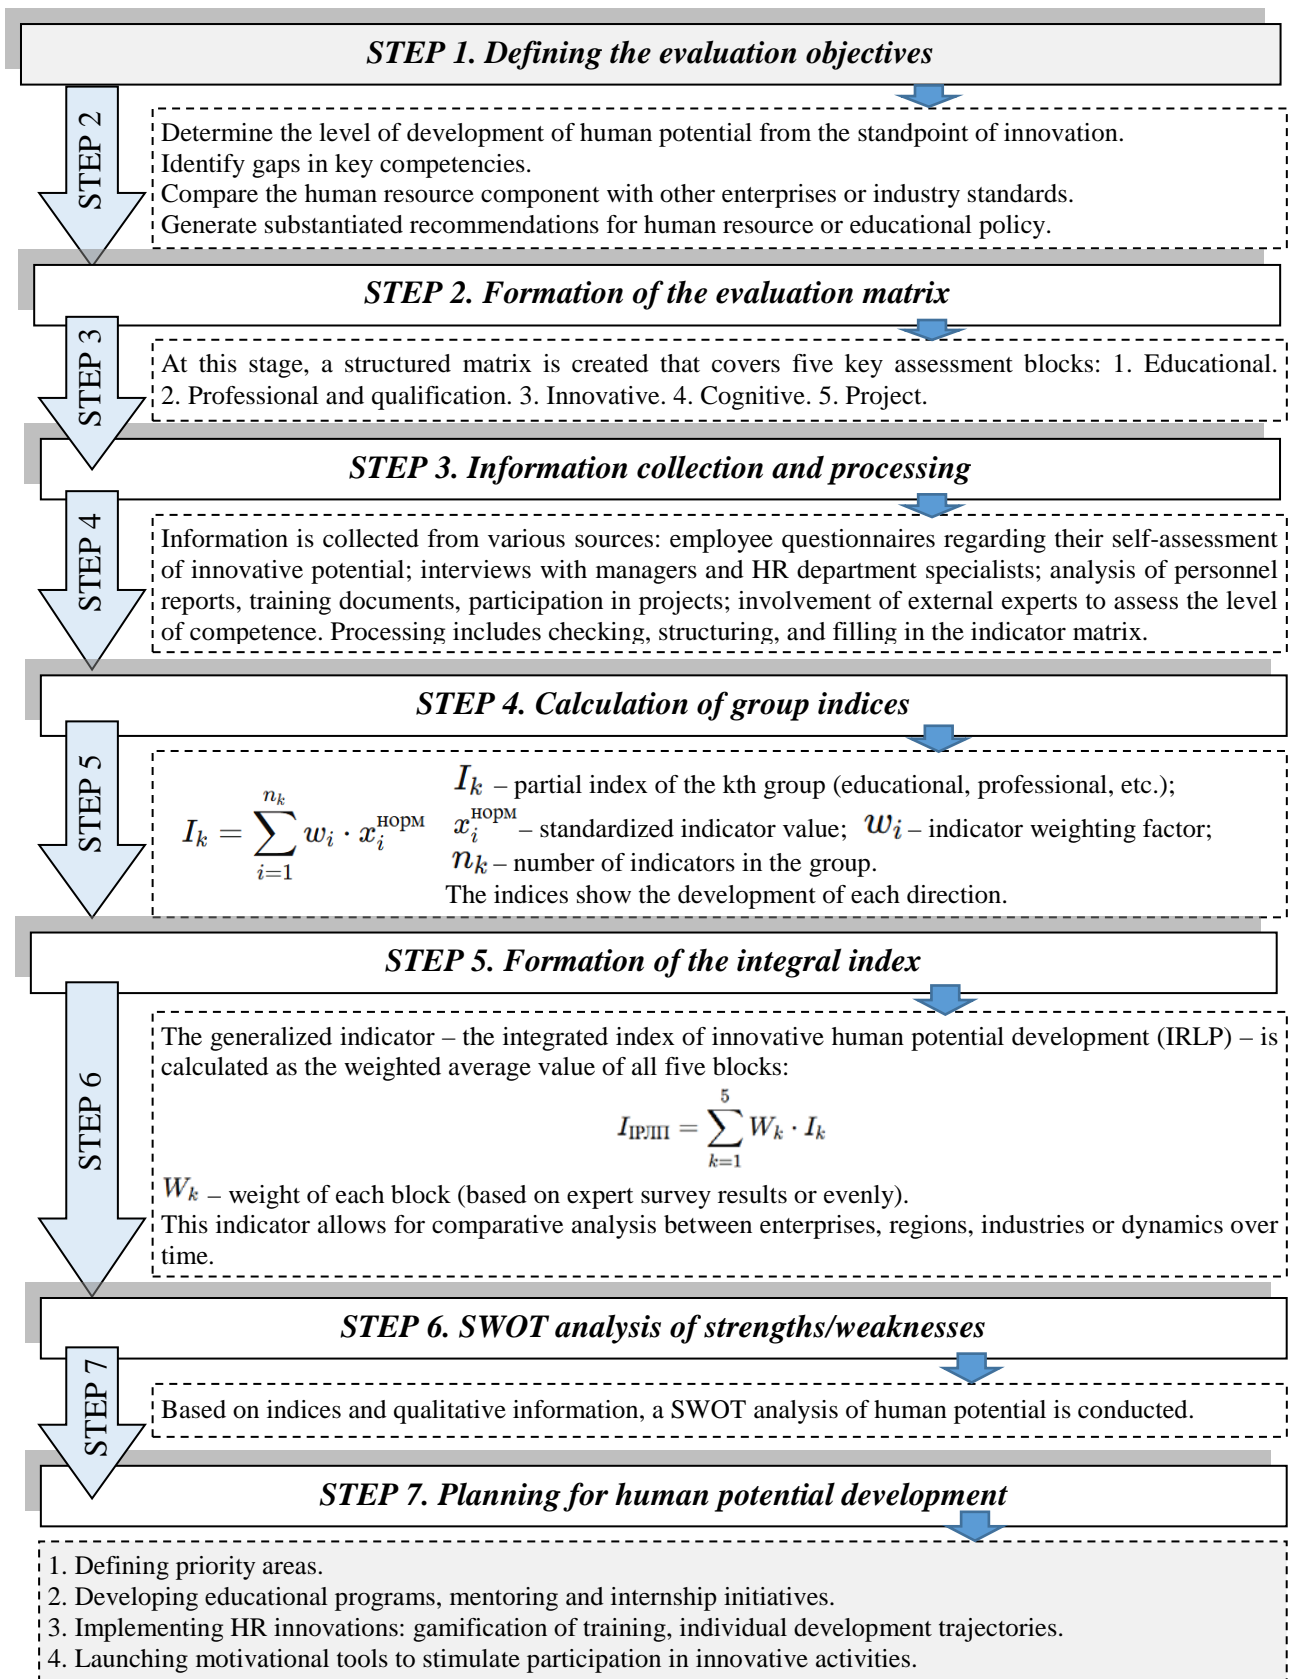 STEP 1. Defining the evaluation objectives
STEP 2
Determine the level of development of human potential from the standpoint of innovation.
Identify gaps in key competencies.
Compare the human resource component with other enterprises or industry standards.
Generate substantiated recommendations for human resource or educational policy.
STEP 2. Formation of the evaluation matrix
STEP 3
At this stage, a structured matrix is created that covers five key assessment blocks: 1. Educational.
2. Professional and qualification. 3. Innovative. 4. Cognitive. 5. Project.
STEP 3. Information collection and processing
STEP 4
Information is collected from various sources: employee questionnaires regarding their self-assessment
of innovative potential; interviews with managers and HR department specialists; analysis of personnel
reports, training documents, participation in projects; involvement of external experts to assess the level
of competence. Processing includes checking, structuring, and filling in the indicator matrix.
STEP 4. Calculation of group indices
STEP 5
I_k = ∑_{i=1}^{n_k} w_i · x_i^{норм}
I_k – partial index of the kth group (educational, professional, etc.);
x_i^{норм} – standardized indicator value; w_i – indicator weighting factor;
n_k – number of indicators in the group.
The indices show the development of each direction.
STEP 5. Formation of the integral index
STEP 6
The generalized indicator – the integrated index of innovative human potential development (IRLP) – is
calculated as the weighted average value of all five blocks:
I_{ІРЛП} = ∑_{k=1}^{5} W_k · I_k
W_k – weight of each block (based on expert survey results or evenly).
This indicator allows for comparative analysis between enterprises, regions, industries or dynamics over
time.
STEP 6. SWOT analysis of strengths/weaknesses
STEP 7
Based on indices and qualitative information, a SWOT analysis of human potential is conducted.
STEP 7. Planning for human potential development
1. Defining priority areas.
2. Developing educational programs, mentoring and internship initiatives.
3. Implementing HR innovations: gamification of training, individual development trajectories.
4. Launching motivational tools to stimulate participation in innovative activities.